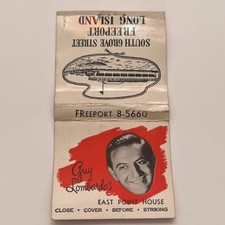 SOUTH GROVE STREET
FREEPORT
LONG ISLAND
FREEPORT 8-5660
Guy
Lombardo's
EAST POINT HOUSE
CLOSE • COVER • BEFORE • STRIKING